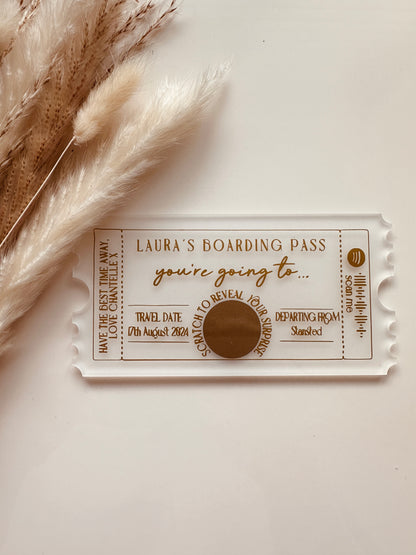 HAVE THE BEST TIME AWAY,
LOVE CHANTELLE X
LAURA'S BOARDING PASS
you're going to...
TRAVEL DATE
17th August 2024
SCRATCH TO REVEAL YOUR SURPRISE
DEPARTING FROM
Stansted
scan me